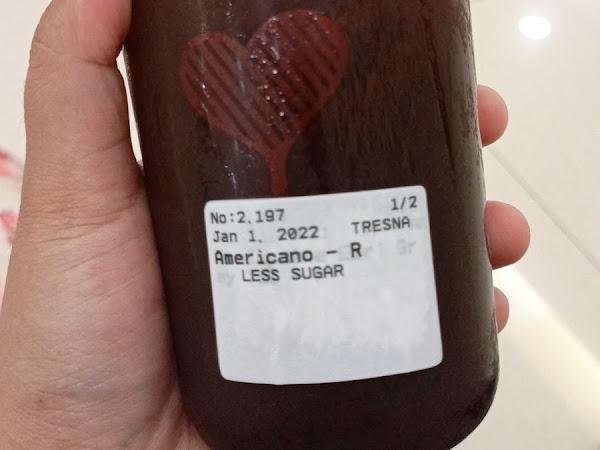 No:2,197 1/2
Jan 1, 2022 TRESNA
Americano - R
LESS SUGAR